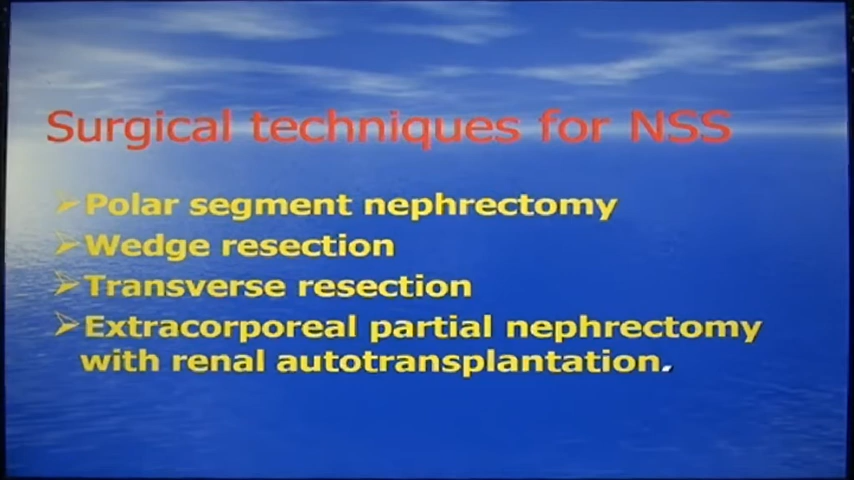 Surgical techniques for NSS
Polar segment nephrectomy
Wedge resection
Transverse resection
Extracorporeal partial nephrectomy
with renal autotransplantation.